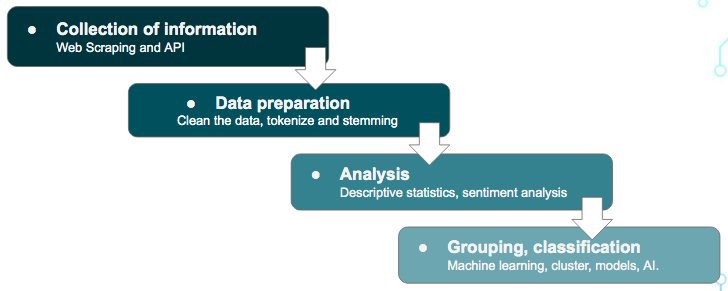 ● Collection of information
Web Scraping and API
● Data preparation
Clean the data, tokenize and stemming
● Analysis
Descriptive statistics, sentiment analysis
● Grouping, classification
Machine learning, cluster, models, AI.